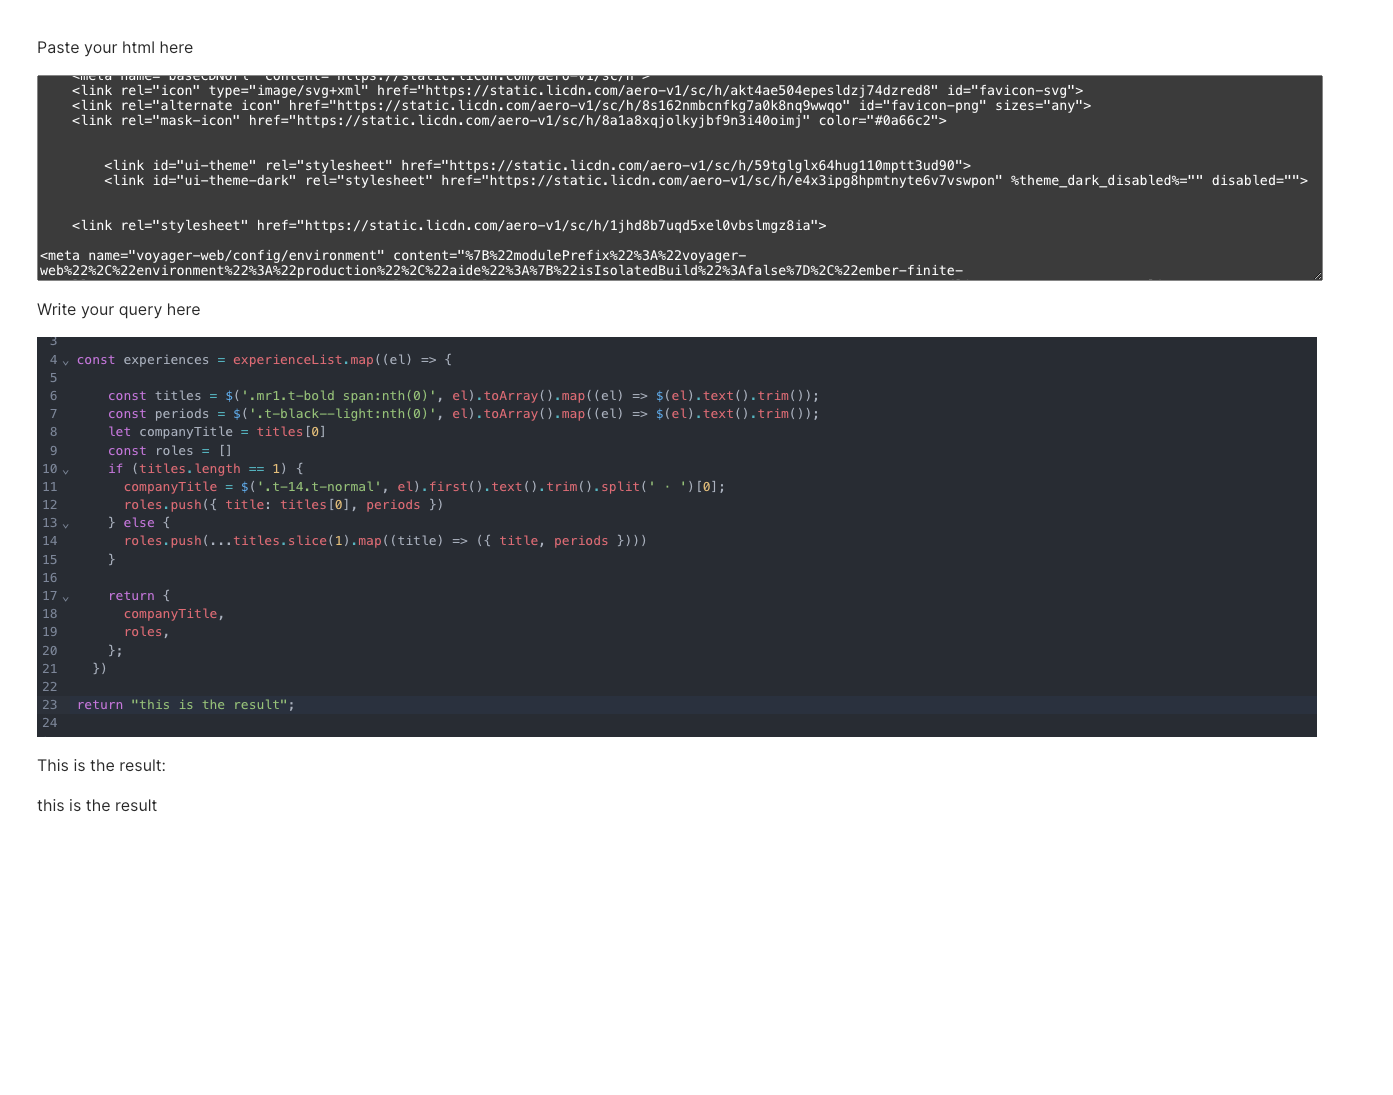 Paste your html here
<meta name="baseCDNUrl" content="https://static.licdn.com/aero-v1/sc/h">
<link rel="icon" type="image/svg+xml" href="https://static.licdn.com/aero-v1/sc/h/akt4ae504epesldzj74dzred8" id="favicon-svg">
<link rel="alternate icon" href="https://static.licdn.com/aero-v1/sc/h/8s162nmbcnfkg7a0k8nq9wwqo" id="favicon-png" sizes="any">
<link rel="mask-icon" href="https://static.licdn.com/aero-v1/sc/h/8a1a8xqjolkyjbf9n3i40oimj" color="#0a66c2">
<link id="ui-theme" rel="stylesheet" href="https://static.licdn.com/aero-v1/sc/h/59tglglx64hug110mptt3ud90">
<link id="ui-theme-dark" rel="stylesheet" href="https://static.licdn.com/aero-v1/sc/h/e4x3ipg8hpmtnyte6v7vswpon" %theme_dark_disabled%="" disabled="">
<link rel="stylesheet" href="https://static.licdn.com/aero-v1/sc/h/1jhd8b7uqd5xel0vbslmgz8ia">
<meta name="voyager-web/config/environment" content="%7B%22modulePrefix%22%3A%22voyager-
web%22%2C%22environment%22%3A%22production%22%2C%22aide%22%3A%7B%22isIsolatedBuild%22%3Afalse%7D%2C%22ember-finite-
Write your query here
3
4 const experiences = experienceList.map((el) => {
5
6 const titles = $('.mr1.t-bold span:nth(0)', el).toArray().map((el) => $(el).text().trim());
7 const periods = $('.t-black--light:nth(0)', el).toArray().map((el) => $(el).text().trim());
8 let companyTitle = titles[0]
9 const roles = []
10 if (titles.length == 1) {
11 companyTitle = $('.t-14.t-normal', el).first().text().trim().split(' · ')[0];
12 roles.push({ title: titles[0], periods })
13 } else {
14 roles.push(...titles.slice(1).map((title) => ({ title, periods })))
15 }
16
17 return {
18 companyTitle,
19 roles,
20 };
21 })
22
23 return "this is the result";
24
This is the result:
this is the result